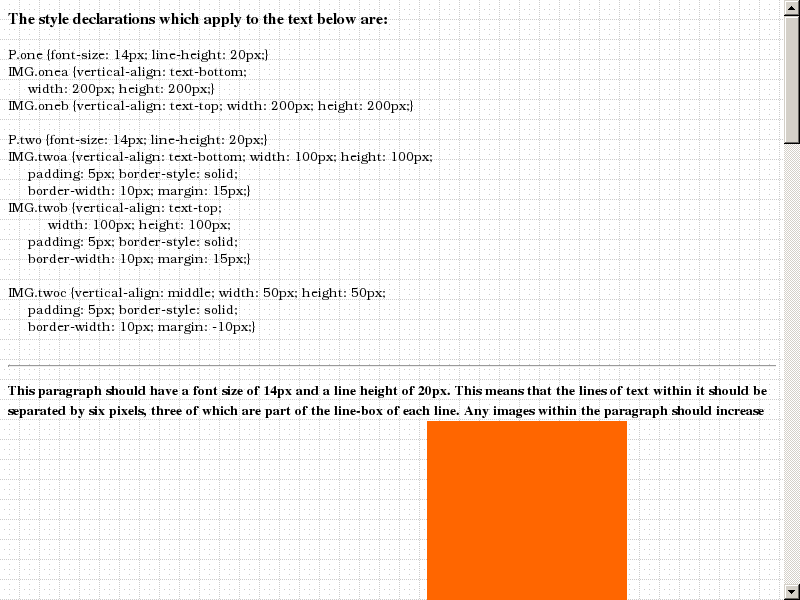 The style declarations which apply to the text below are:
P.one {font-size: 14px; line-height: 20px;}
IMG.onea {vertical-align: text-bottom;
width: 200px; height: 200px;}
IMG.oneb {vertical-align: text-top; width: 200px; height: 200px;}
P.two {font-size: 14px; line-height: 20px;}
IMG.twoa {vertical-align: text-bottom; width: 100px; height: 100px;
padding: 5px; border-style: solid;
border-width: 10px; margin: 15px;}
IMG.twob {vertical-align: text-top;
width: 100px; height: 100px;
padding: 5px; border-style: solid;
border-width: 10px; margin: 15px;}
IMG.twoc {vertical-align: middle; width: 50px; height: 50px;
padding: 5px; border-style: solid;
border-width: 10px; margin: -10px;}
This paragraph should have a font size of 14px and a line height of 20px. This means that the lines of text within it should be
separated by six pixels, three of which are part of the line-box of each line. Any images within the paragraph should increase